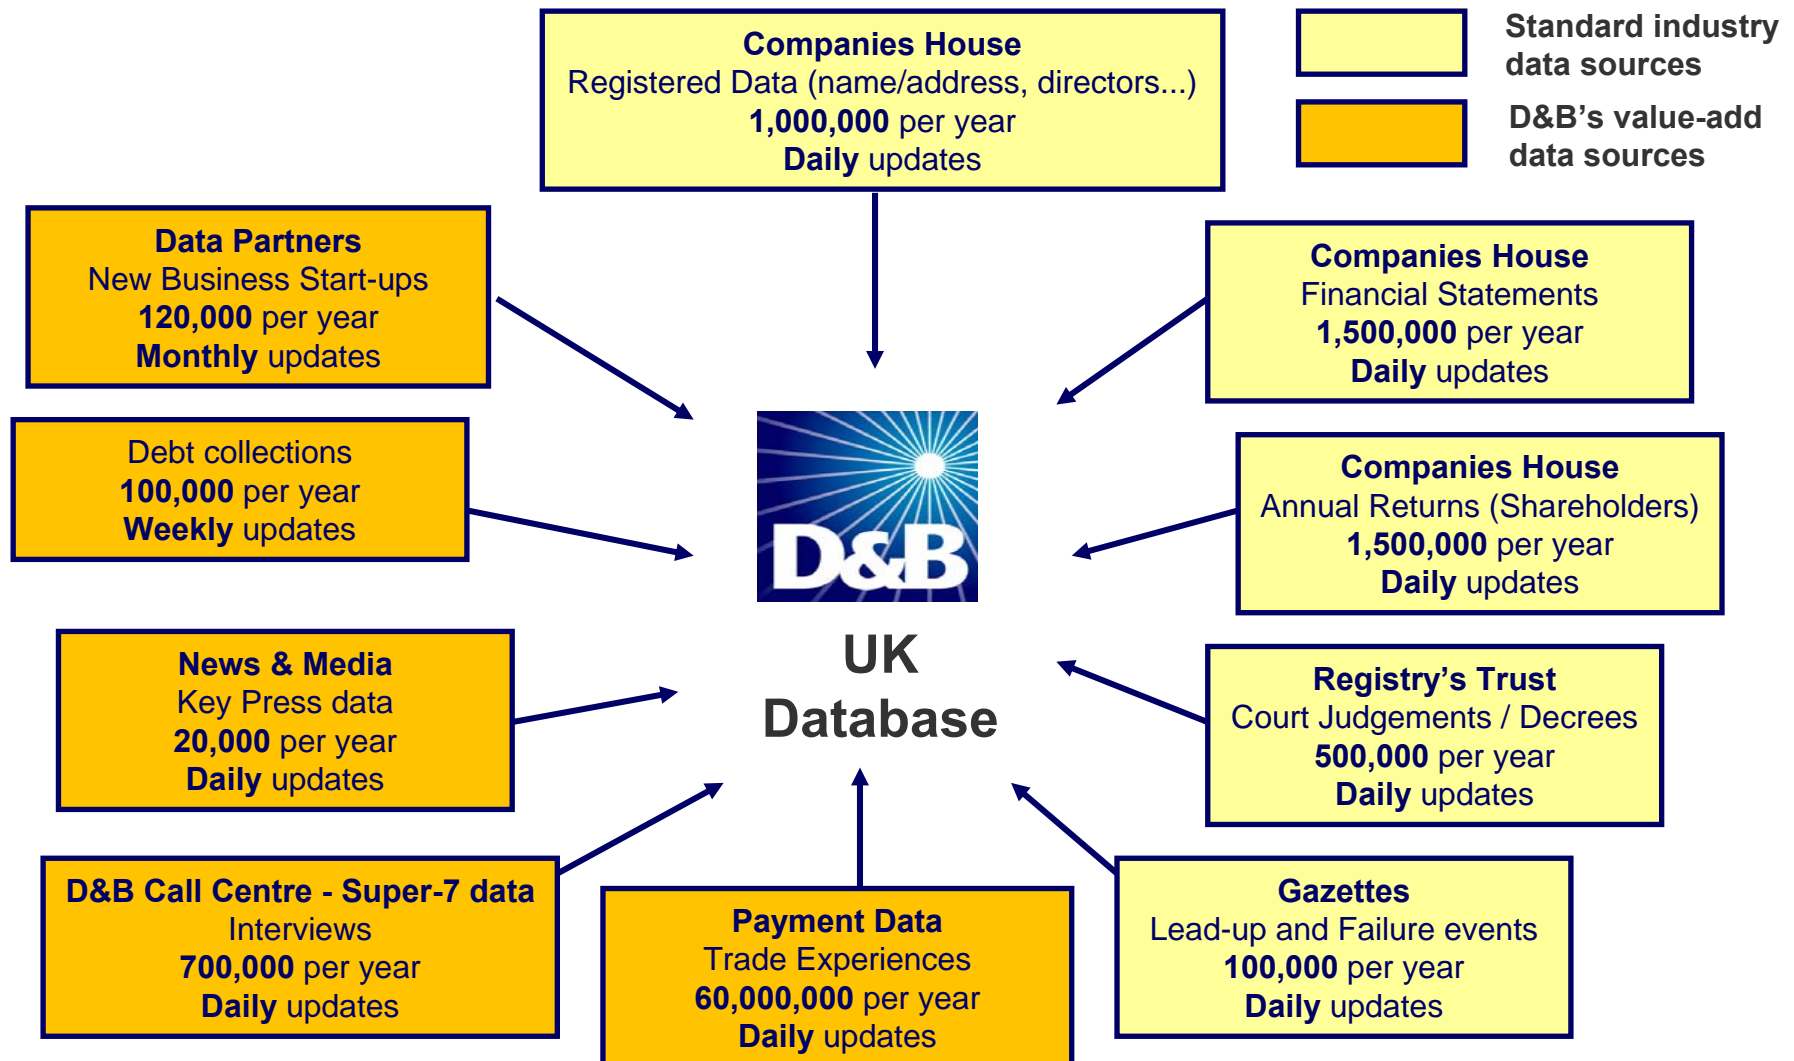 Companies House
Registered Data (name/address, directors...)
1,000,000 per year
Daily updates
Standard industry
data sources
D&B's value-add
data sources
Data Partners
New Business Start-ups
120,000 per year
Monthly updates
Companies House
Financial Statements
1,500,000 per year
Daily updates
Debt collections
100,000 per year
Weekly updates
D&B
UK
Database
Companies House
Annual Returns (Shareholders)
1,500,000 per year
Daily updates
News & Media
Key Press data
20,000 per year
Daily updates
Registry's Trust
Court Judgements / Decrees
500,000 per year
Daily updates
D&B Call Centre - Super-7 data
Interviews
700,000 per year
Daily updates
Payment Data
Trade Experiences
60,000,000 per year
Daily updates
Gazettes
Lead-up and Failure events
100,000 per year
Daily updates